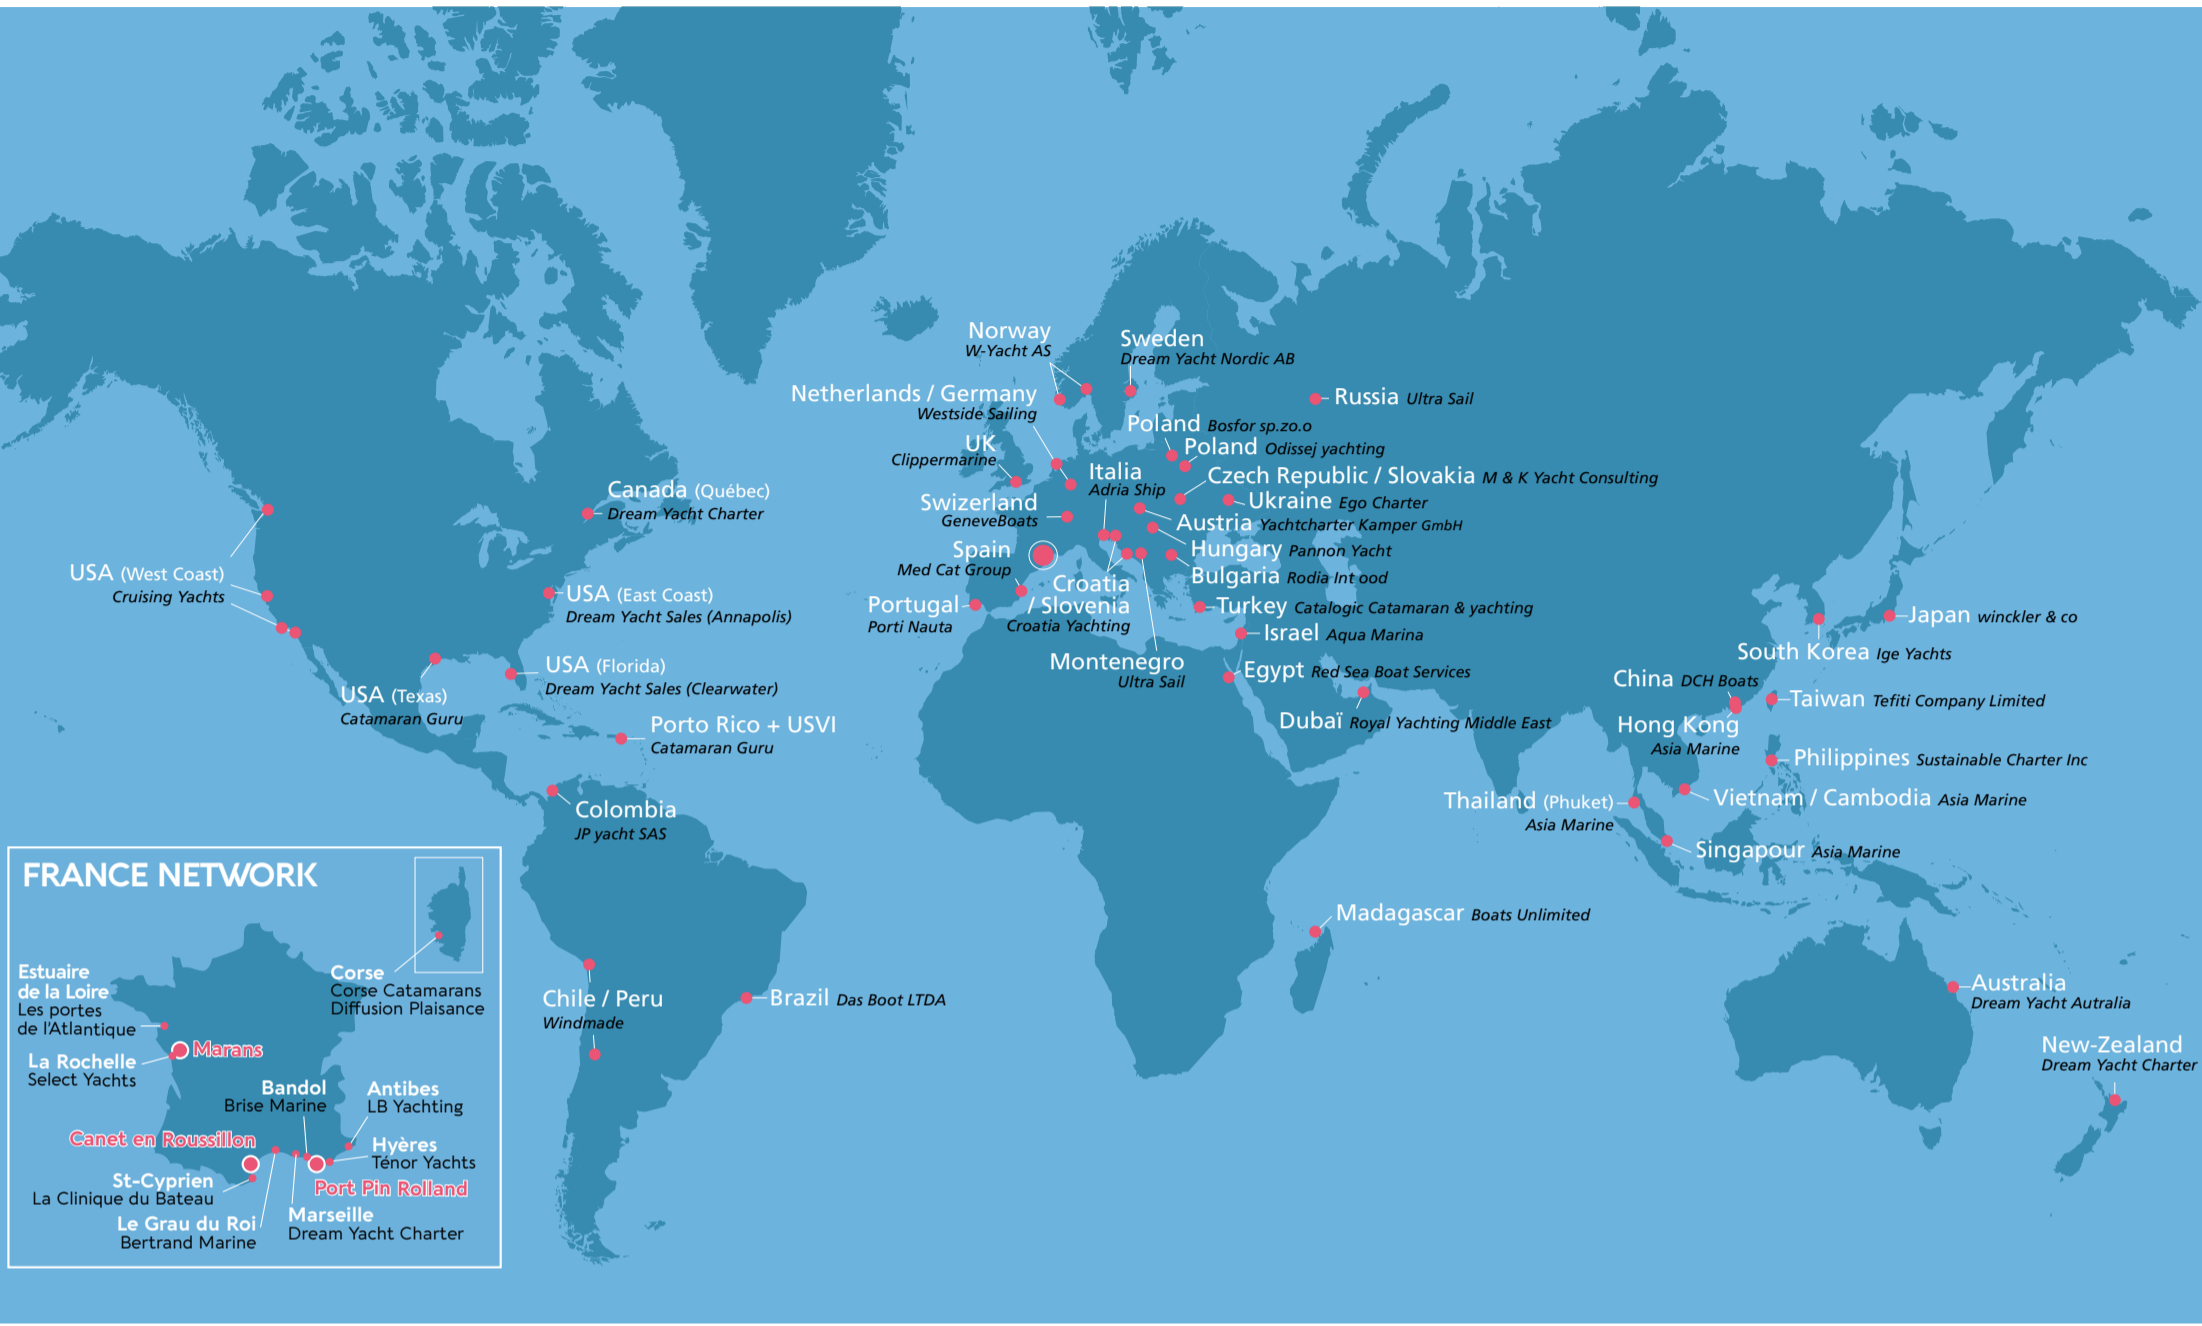 Norway
W-Yacht AS
Sweden
Dream Yacht Nordic AB
Netherlands / Germany
Westside Sailing
Russia Ultra Sail
Poland Bosfor sp.zo.o
UK
Clippermarine
Poland Odissej yachting
Italia
Adria Ship
Czech Republic / Slovakia M & K Yacht Consulting
Canada (Québec)
Dream Yacht Charter
Swizerland
GeneveBoats
Ukraine Ego Charter
Austria Yachtcharter Kamper GmbH
Hungary Pannon Yacht
Spain
Med Cat Group
USA (West Coast)
Cruising Yachts
Croatia
/ Slovenia
Croatia Yachting
Bulgaria Rodia Int ood
USA (East Coast)
Dream Yacht Sales (Annapolis)
Portugal
Porti Nauta
Turkey Catalogic Catamaran & yachting
Japan winckler & co
Israel Aqua Marina
South Korea Ige Yachts
Montenegro
Ultra Sail
USA (Florida)
Dream Yacht Sales (Clearwater)
Egypt Red Sea Boat Services
China DCH Boats
USA (Texas)
Catamaran Guru
Taiwan Tefiti Company Limited
Dubaï Royal Yachting Middle East
Hong Kong
Asia Marine
Porto Rico + USVI
Catamaran Guru
Philippines Sustainable Charter Inc
Thailand (Phuket)
Asia Marine
Vietnam / Cambodia Asia Marine
Colombia
JP yacht SAS
Singapour Asia Marine
Madagascar Boats Unlimited
Chile / Peru
Windmade
Brazil Das Boot LTDA
Australia
Dream Yacht Autralia
New-Zealand
Dream Yacht Charter
FRANCE NETWORK
Estuaire
de la Loire
Les portes
de l'Atlantique
Corse
Corse Catamarans
Diffusion Plaisance
Marans
La Rochelle
Select Yachts
Bandol
Brise Marine
Antibes
LB Yachting
Canet en Roussillon
Hyères
Ténor Yachts
St-Cyprien
La Clinique du Bateau
Port Pin Rolland
Le Grau du Roi
Bertrand Marine
Marseille
Dream Yacht Charter